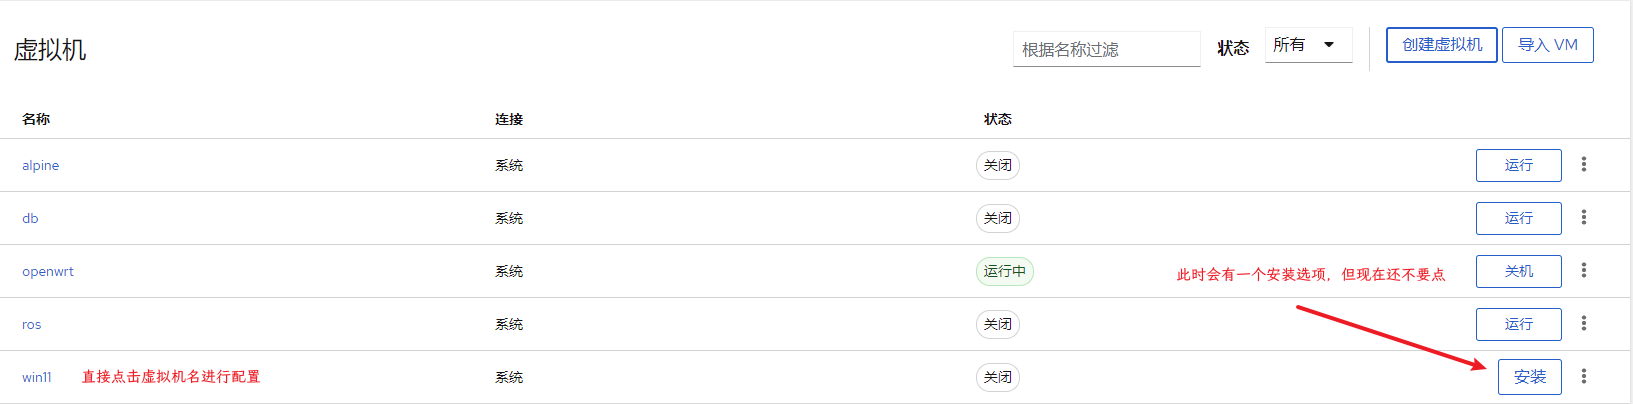 虚拟机
根据名称过滤
状态
所有
创建虚拟机
导入 VM
名称 连接 状态
alpine 系统 关闭 运行
db 系统 关闭 运行
openwrt 系统 运行中 此时会有一个安装选项，但现在还不要点 关机
ros 系统 关闭 运行
win11 直接点击虚拟机名进行配置 系统 关闭 安装